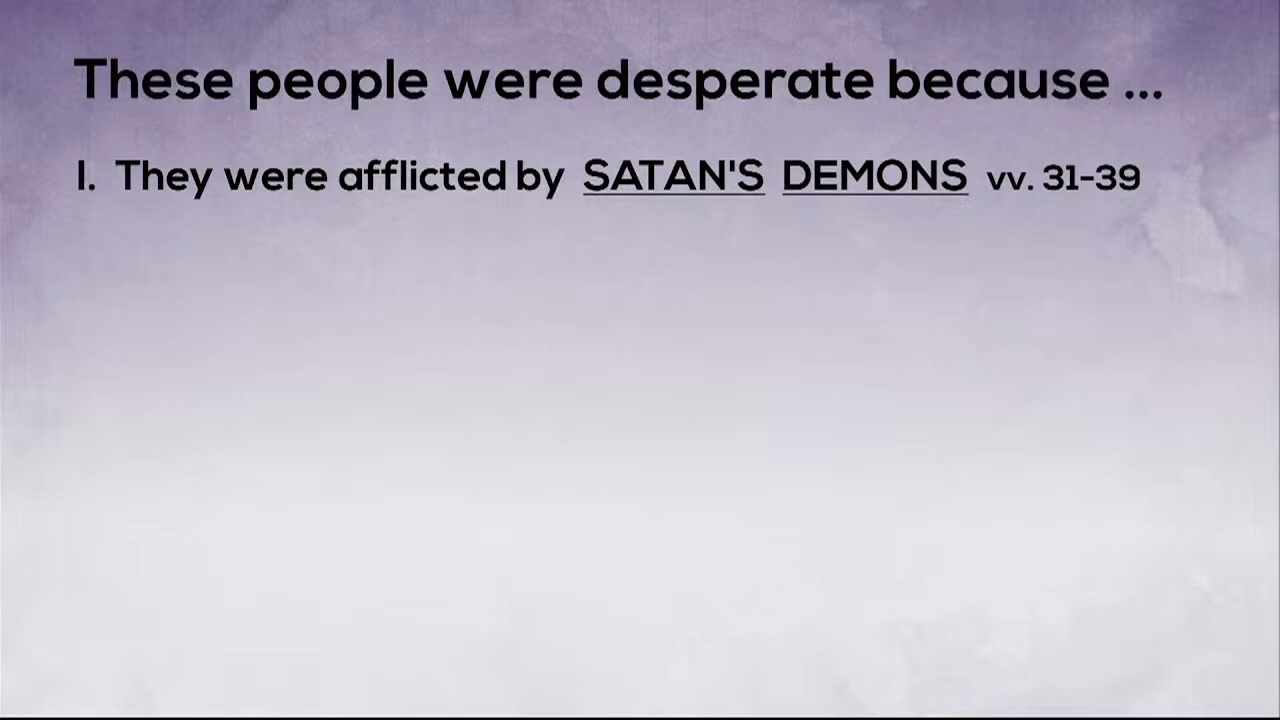 These people were desperate because ...
I. They were afflicted by SATAN'S DEMONS vv. 31-39